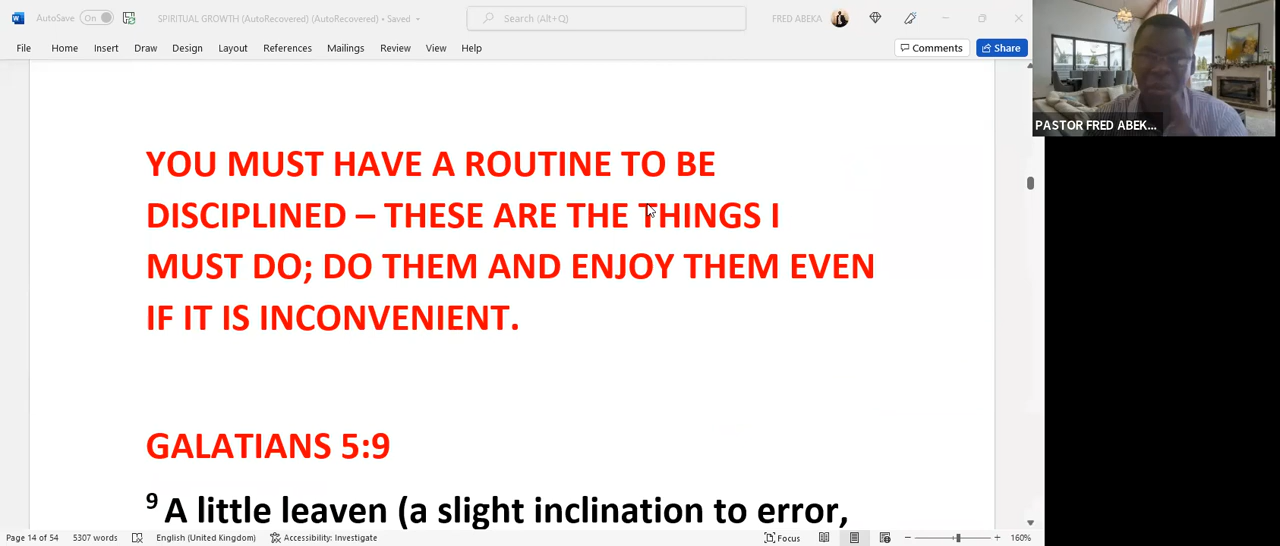 SPIRITUAL GROWTH (AutoRecovered) (AutoRecovered) • Saved
AutoSave Off
Search (Alt+Q)
FRED ABEKA
File Home Insert Draw Design Layout References Mailings Review View Help
Comments Share
PASTOR FRED ABEK...
YOU MUST HAVE A ROUTINE TO BE
DISCIPLINED – THESE ARE THE THINGS I
MUST DO; DO THEM AND ENJOY THEM EVEN
IF IT IS INCONVENIENT.
GALATIANS 5:9
9 A little leaven (a slight inclination to error,
Page 14 of 54 5307 words English (United Kingdom) Accessibility: Investigate Focus 160%